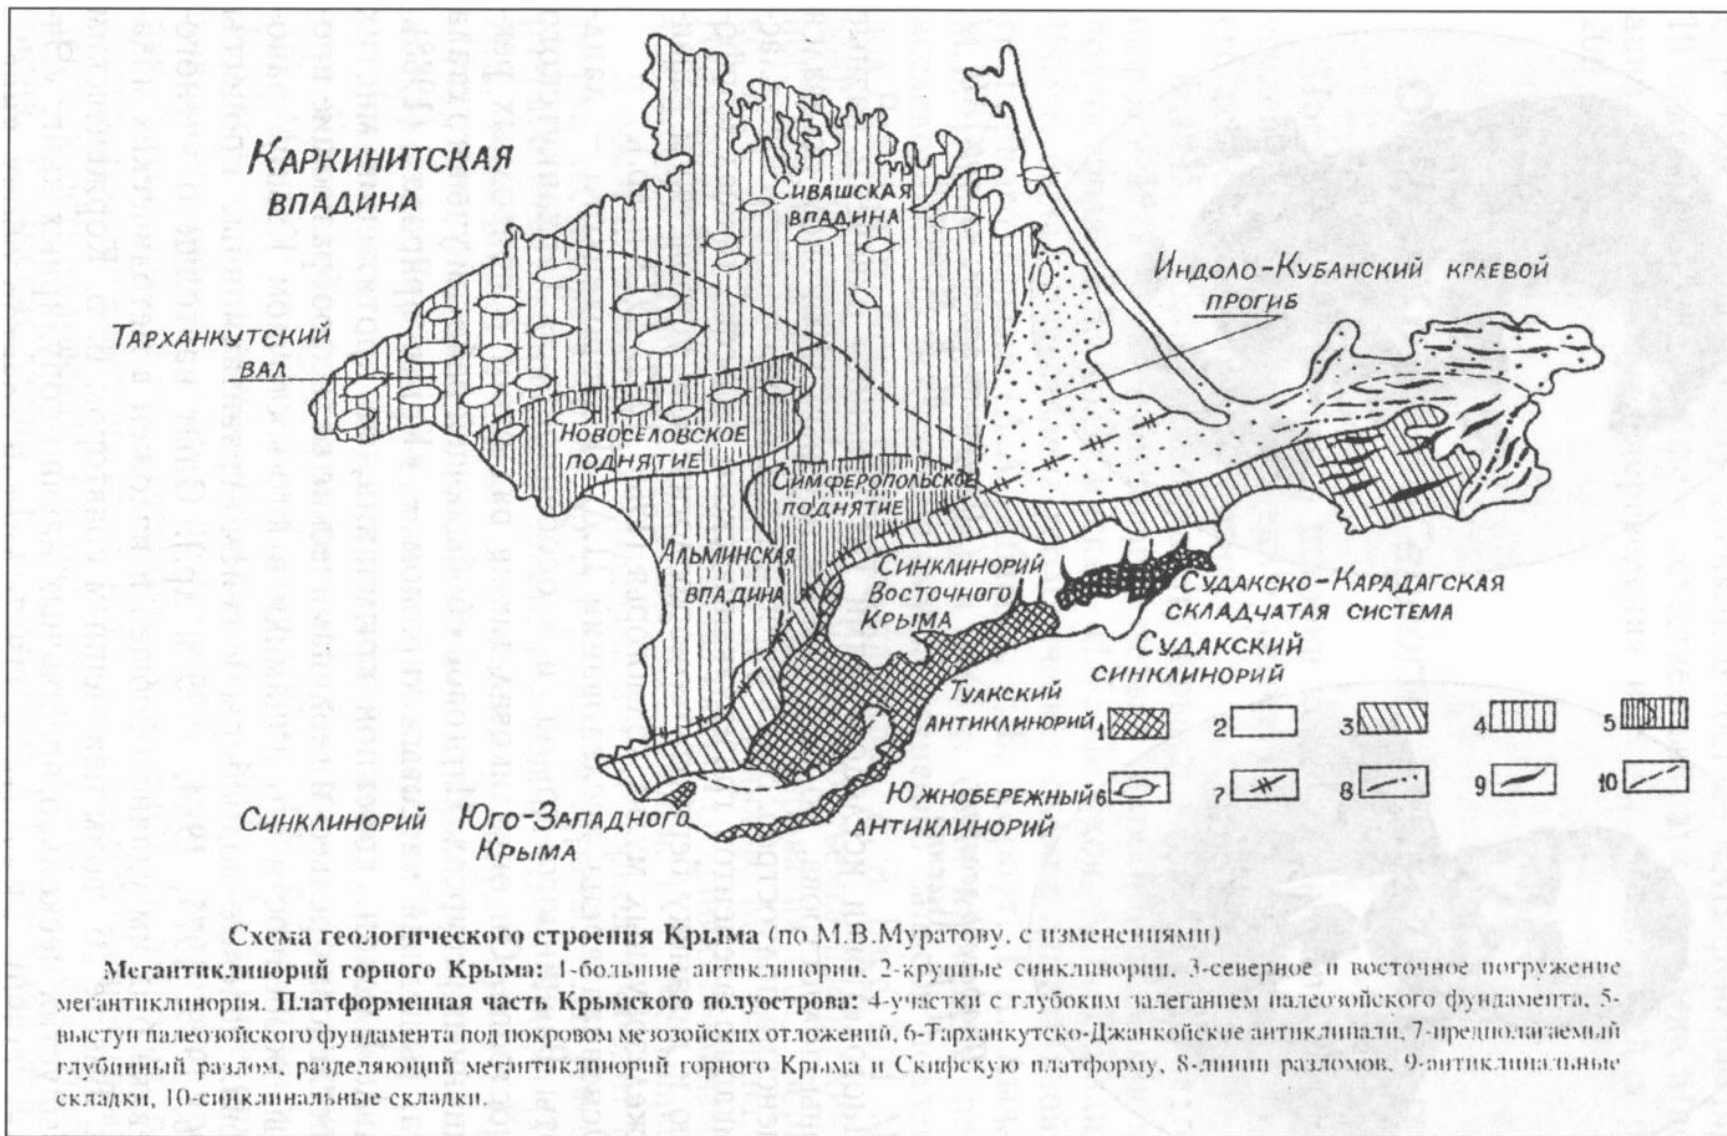 КАРКИНИТСКАЯ
ВПАДИНА
СИВАШСКАЯ
ВПАДИНА
ИНДОЛО-КУБАНСКИЙ КРАЕВОЙ
ПРОГИБ
ТАРХАНКУТСКИЙ
ВАЛ
НОВОСЕЛОВСКОЕ
ПОДНЯТИЕ
СИМФЕРОПОЛЬСКОЕ
ПОДНЯТИЕ
АЛЬМИНСКАЯ
ВПАДИНА
СИНКЛИНОРИЙ
ВОСТОЧНОГО
КРЫМА
СУДАКСКО-КАРАДАГСКАЯ
СКЛАДЧАТАЯ СИСТЕМА
СУДАКСКИЙ
СИНКЛИНОРИЙ
ТУАКСКИЙ
АНТИКЛИНОРИЙ
1 2 3 4 5
ЮЖНОБЕРЕЖНЫЙ
АНТИКЛИНОРИЙ
6 7 8 9 10
СИНКЛИНОРИЙ ЮГО-ЗАПАДНОГО
КРЫМА
Схема геологического строения Крыма (по М.В.Муратову, с изменениями)
Мегантиклинорий горного Крыма: 1-большие антиклинории, 2-крупные синклинории, 3-северное и восточное погружение
мегантиклинория. Платформенная часть Крымского полуострова: 4-участки с глубоким залеганием палеозойского фундамента, 5-
выступ палеозойского фундамента под покровом мезозойских отложений, 6-Тарханкутско-Джанкойские антиклинали, 7-предполагаемый
глубинный разлом, разделяющий мегантиклинорий горного Крыма и Скифскую платформу, 8-линии разломов, 9-антиклинальные
складки, 10-синклинальные складки.